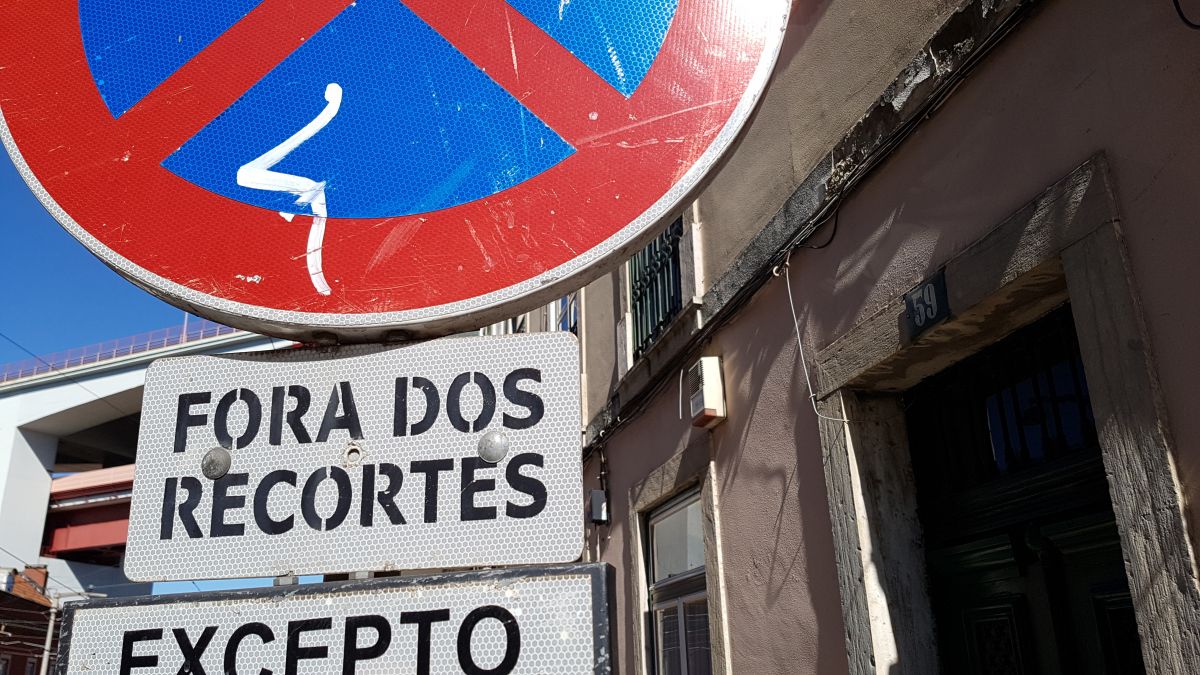 FORA DOS
RECORTES
EXCEPTO
59